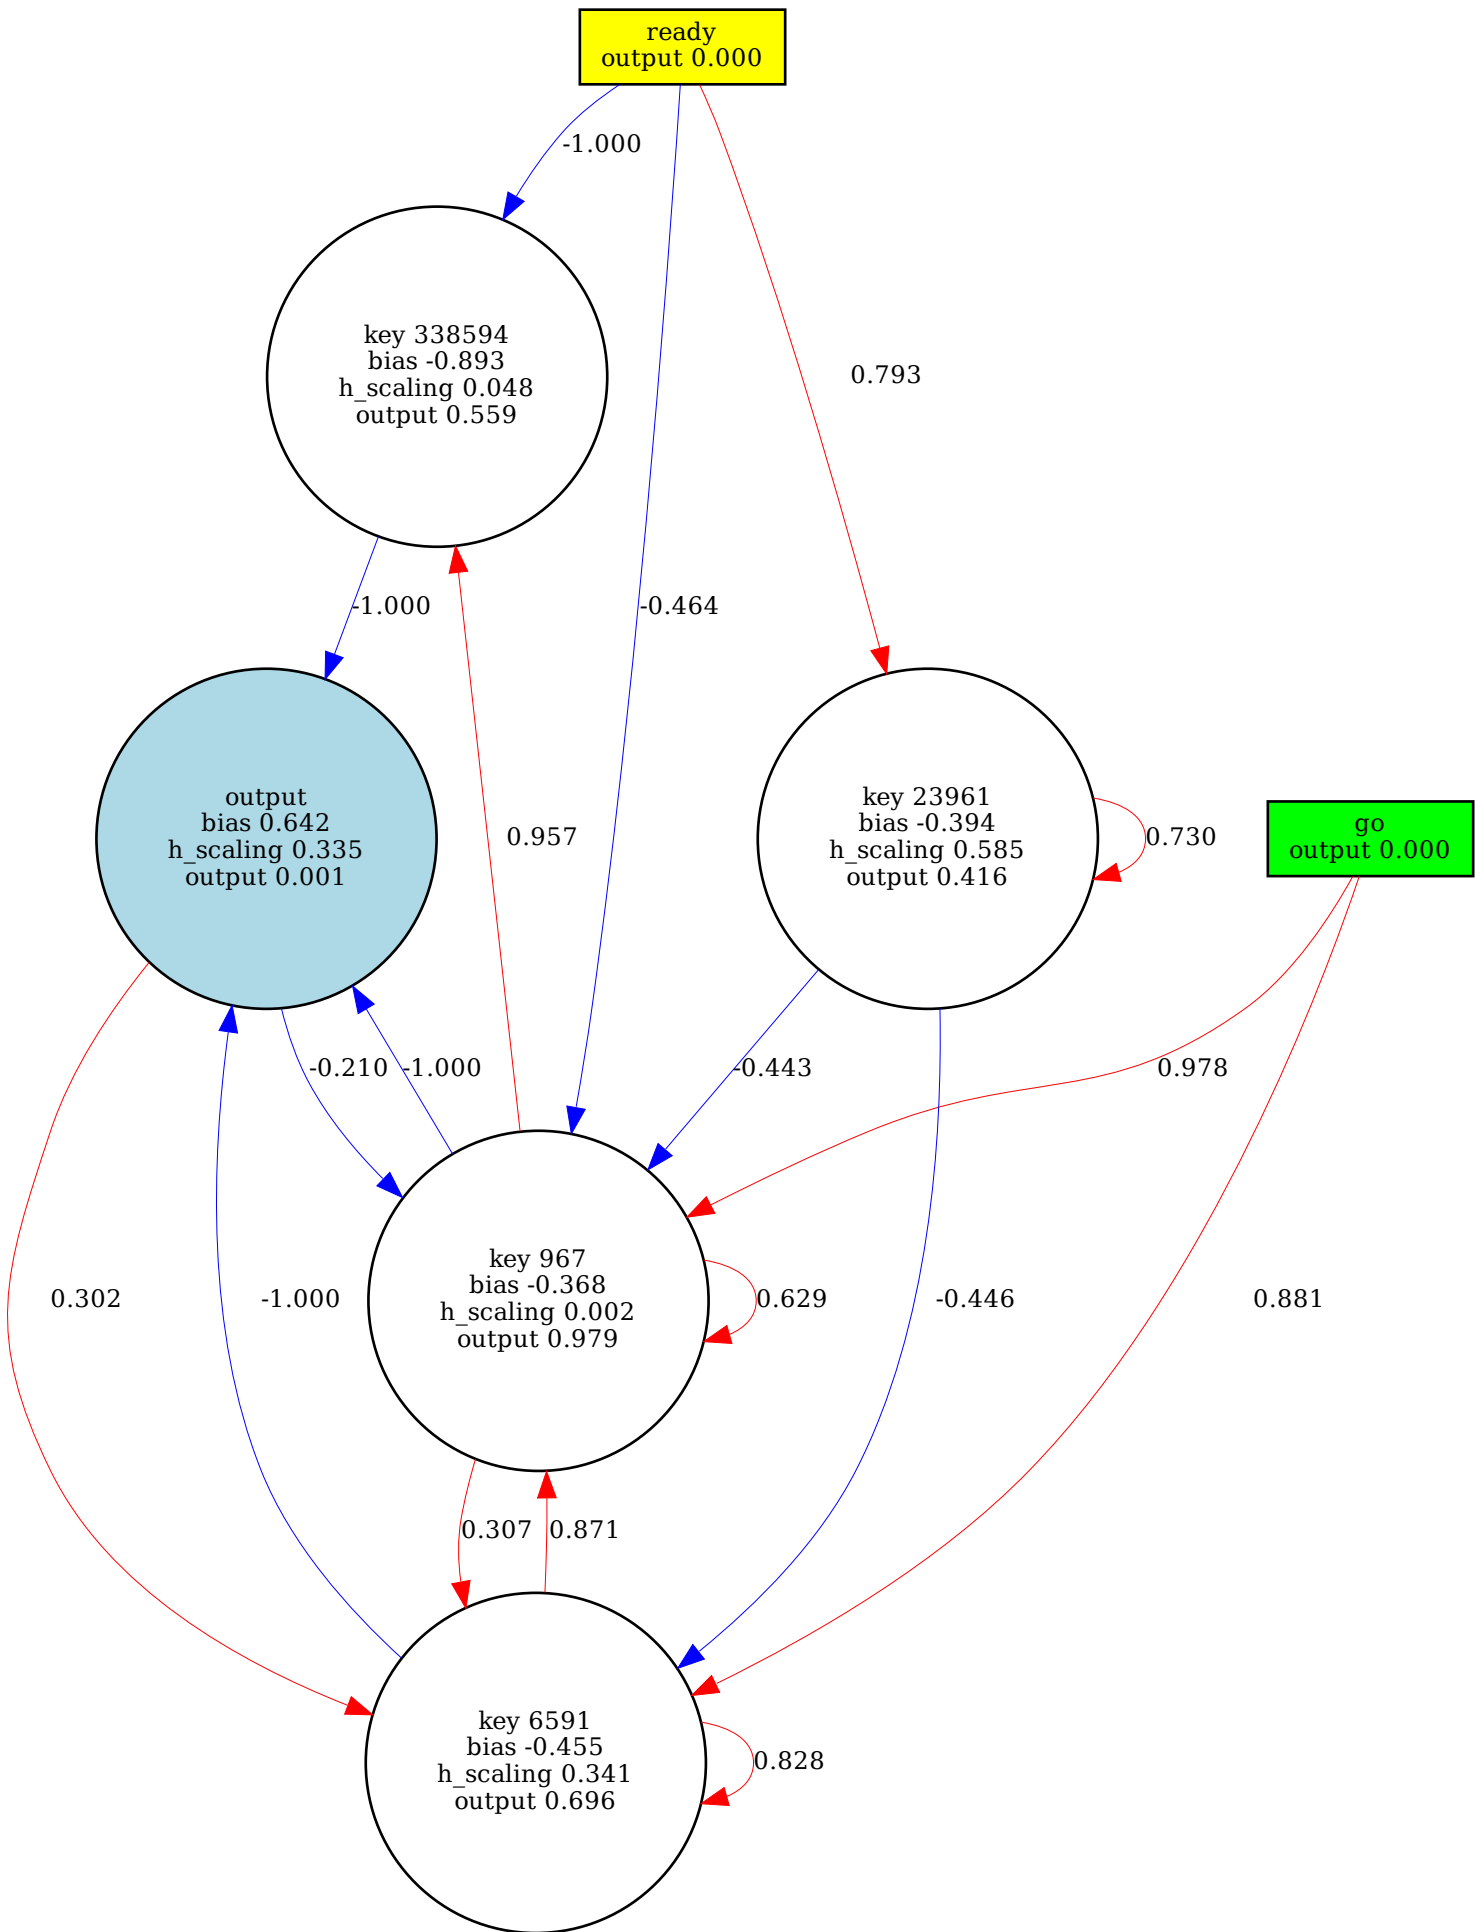 ready
output 0.000
-1.000
key 338594
bias -0.893
h_scaling 0.048
output 0.559
0.793
-1.000
-0.464
output
bias 0.642
h_scaling 0.335
output 0.001
0.957
key 23961
bias -0.394
h_scaling 0.585
output 0.416
0.730
go
output 0.000
-0.210
-1.000
-0.443
0.978
0.302
-1.000
key 967
bias -0.368
h_scaling 0.002
output 0.979
0.629
-0.446
0.881
0.307
0.871
key 6591
bias -0.455
h_scaling 0.341
output 0.696
0.828